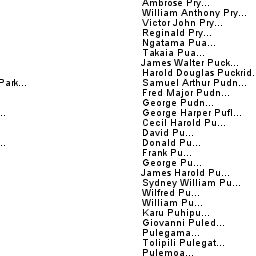 Ambrose Pry...
William Anthony Pry...
Victor John Pry...
Reginald Pry...
Ngatama Pua...
Takaia Pua...
James Walter Puck...
Harold Douglas Puckrid.
Park...
Samuel Arthur Pudn...
Fred Major Pudn...
George Pudn...
..
George Harper Pufl...
Cecil Harold Pu...
David Pu...
..
Donald Pu...
Frank Pu...
George Pu...
James Harold Pu...
Sydney William Pu...
Wilfred Pu...
William Pu...
Karu Puhipu...
Giovanni Puled...
Pulegama...
Tolipili Pulegat...
Pulemoa...